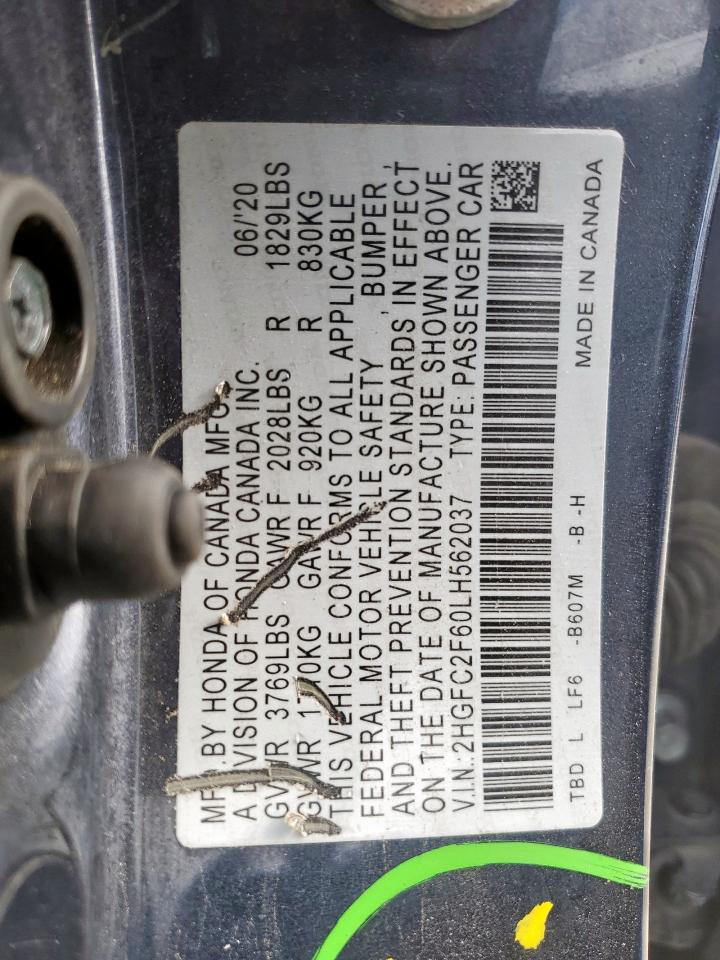 MFD.BY HONDA OF CANADA MFG. 06/'20
A DIVISION OF HONDA CANADA INC.
GVWR 3769LBS GAWR F 2028LBS R 1829LBS
GVWR KG GAWR F 920KG R 830KG
THIS VEHICLE CONFORMS TO ALL APPLICABLE
FEDERAL MOTOR VEHICLE SAFETY , BUMPER ,
AND THEFT PREVENTION STANDARDS IN EFFECT
ON THE DATE OF MANUFACTURE SHOWN ABOVE.
V.I.N.:2HGFC2F60LH562037 TYPE: PASSENGER CAR
TBD L LF6 -B607M -B -H MADE IN CANADA